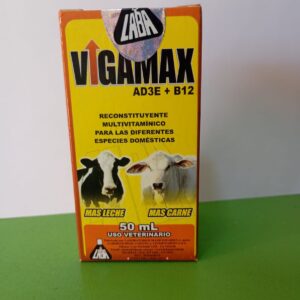 LABA
VIGAMAX
AD3E + B12
RECONSTITUYENTE
MULTIVITAMÍNICO
PARA LAS DIFERENTES
ESPECIES DOMÉSTICAS
MAS LECHE MAS CARNE
50 mL
USO VETERINARIO